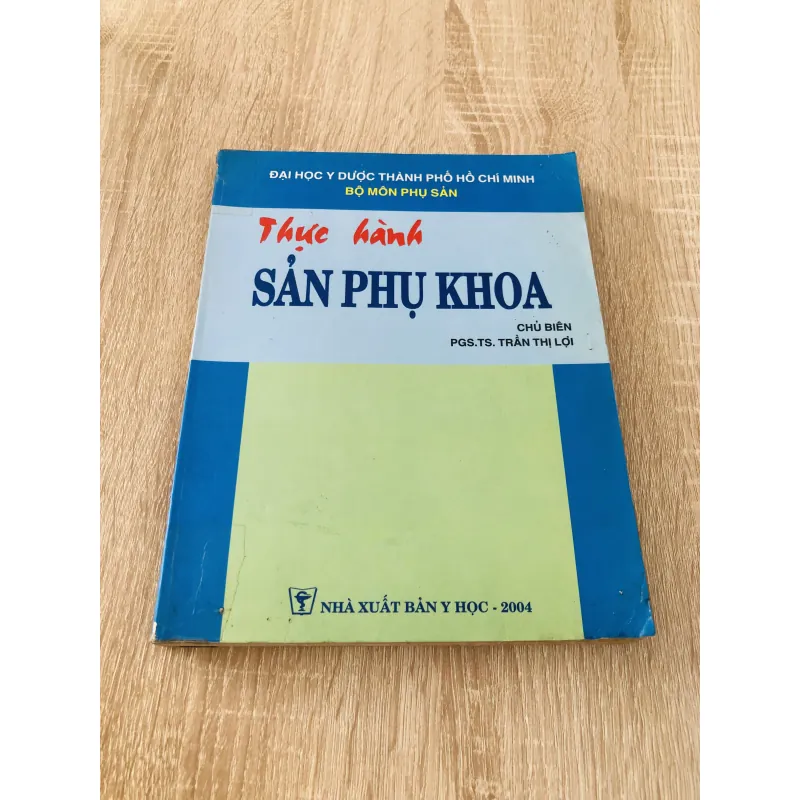 ĐẠI HỌC Y DƯỢC THÀNH PHỐ HỒ CHÍ MINH
BỘ MÔN PHỤ SẢN
Thực hành
SẢN PHỤ KHOA
CHỦ BIÊN
PGS.TS. TRẦN THỊ LỢI
NHÀ XUẤT BẢN Y HỌC - 2004